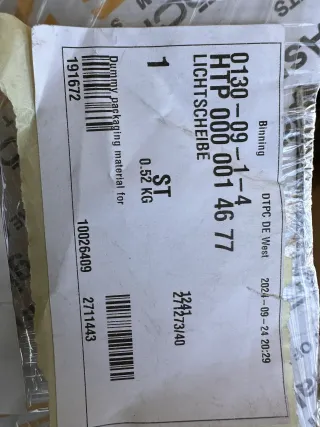 Binning DTPC DE West 2024-09-24 20:29
0130-09-1-4
HTP 000 001 46 77
LICHTSCHEIBE
1241
271273/40
1 ST
0.52 KG
Dummy packaging material for
191672 10026409 2711443